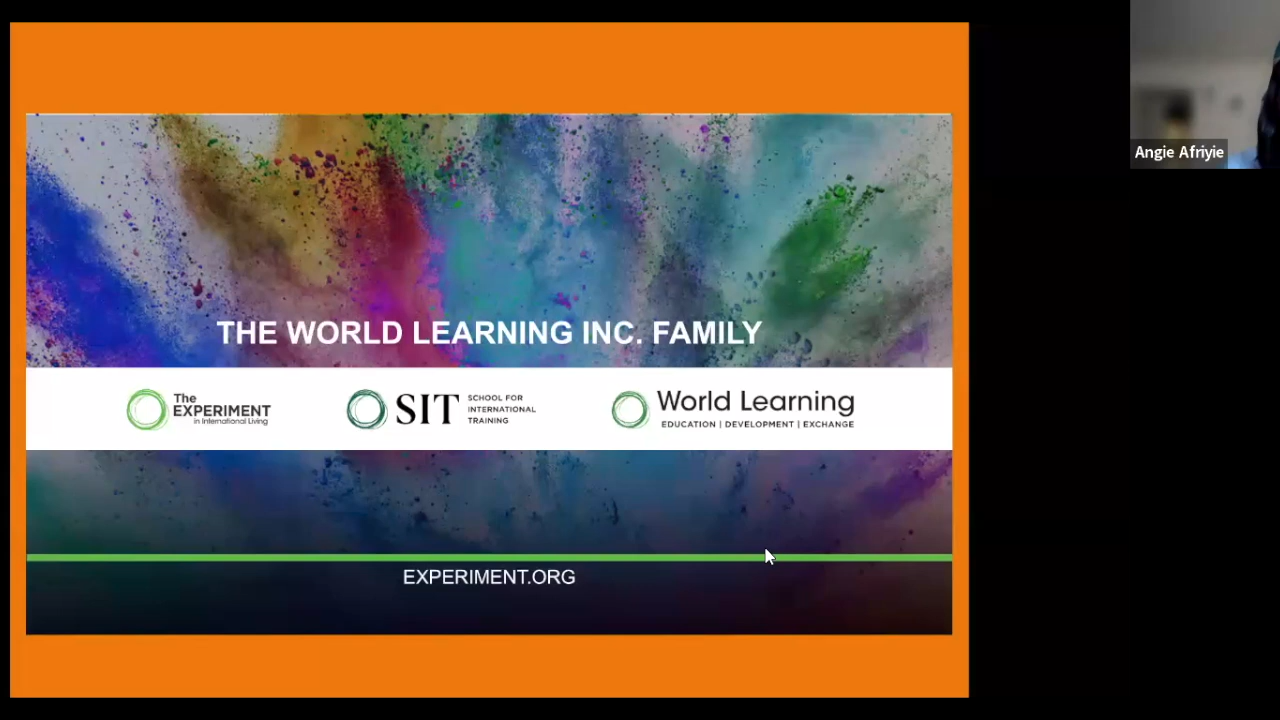 THE WORLD LEARNING INC. FAMILY
The
EXPERIMENT
in International Living
SIT
SCHOOL FOR
INTERNATIONAL
TRAINING
World Learning
EDUCATION | DEVELOPMENT | EXCHANGE
EXPERIMENT.ORG
Angie Afriyie